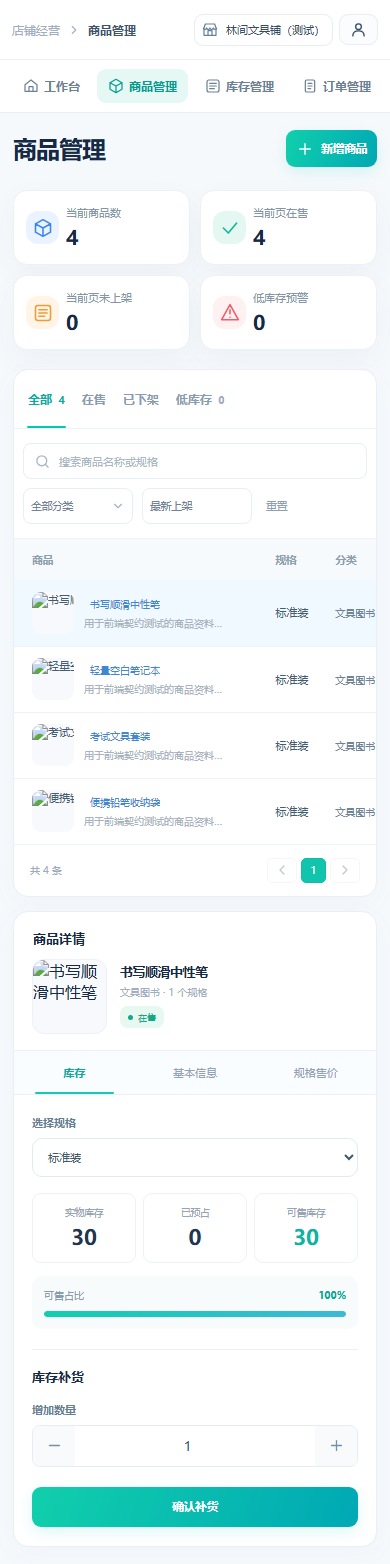 店铺经营 > 商品管理 林间文具铺（测试）
工作台 商品管理 库存管理 订单管理
商品管理 + 新增商品
当前商品数
4
当前页在售
4
当前页未上架
0
低库存预警
0
全部 4 在售 已下架 低库存 0
搜索商品名称或规格
全部分类 最新上架 重置
商品 规格 分类
书写顺 书写顺滑中性笔 标准装 文具图书
用于前端契约测试的商品资料...
轻量空 轻量空白笔记本 标准装 文具图书
用于前端契约测试的商品资料...
考试文 考试文具套装 标准装 文具图书
用于前端契约测试的商品资料...
便携铅 便携铅笔收纳袋 标准装 文具图书
用于前端契约测试的商品资料...
共 4 条 < 1 >
商品详情
书写顺
滑中性笔
书写顺滑中性笔
文具图书 · 1 个规格
在售
库存 基本信息 规格售价
选择规格
标准装
实物库存 已预占 可售库存
30 0 30
可售占比 100%
库存补货
增加数量
− 1 +
确认补货